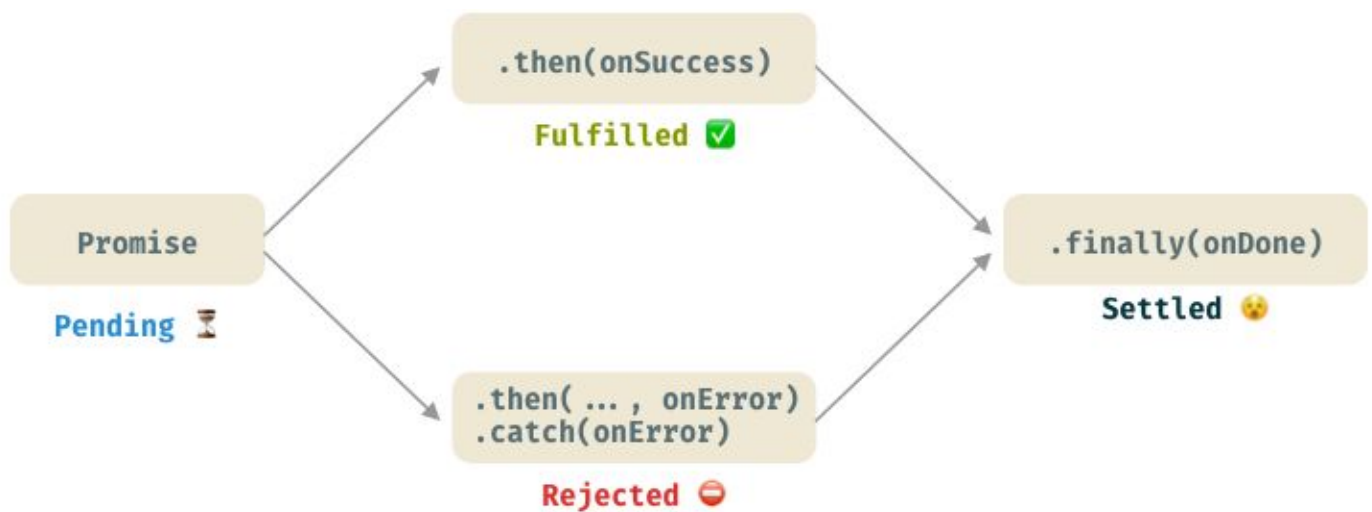 .then(onSuccess)
Fulfilled ✅
Promise
Pending ⏳
.finally(onDone)
Settled 😵
.then( ... , onError)
.catch(onError)
Rejected ⛔